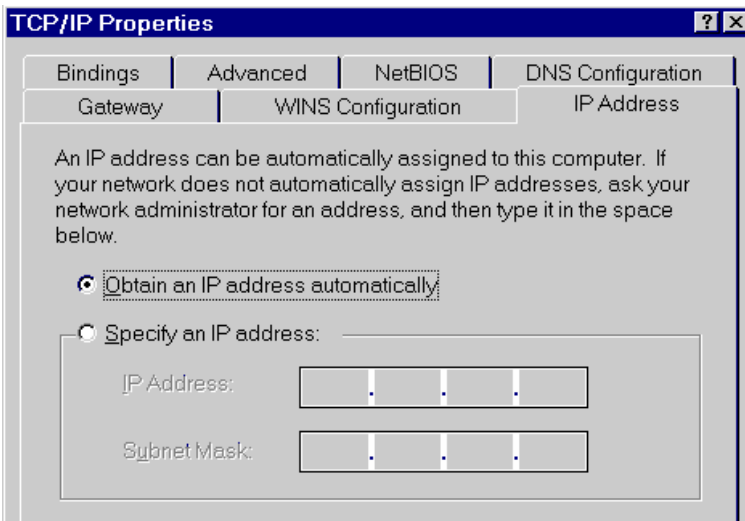 TCP/IP Properties
Bindings Advanced NetBIOS DNS Configuration
Gateway WINS Configuration IP Address
An IP address can be automatically assigned to this computer. If
your network does not automatically assign IP addresses, ask your
network administrator for an address, and then type it in the space
below.
Obtain an IP address automatically
Specify an IP address:
IP Address: . . .
Subnet Mask: . . .